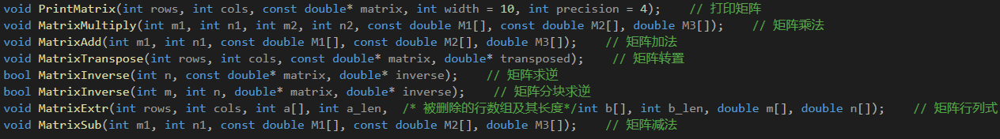 void PrintMatrix(int rows, int cols, const double* matrix, int width = 10, int precision = 4);    // 打印矩阵
void MatrixMultiply(int m1, int n1, int m2, int n2, const double M1[], const double M2[], double M3[]);    // 矩阵乘法
void MatrixAdd(int m1, int n1, const double M1[], const double M2[], double M3[]);    // 矩阵加法
void MatrixTranspose(int rows, int cols, const double* matrix, double* transposed);    // 矩阵转置
bool MatrixInverse(int n, const double* matrix, double* inverse);    // 矩阵求逆
bool MatrixInverse(int m, int n, double* matrix, double* inverse);    // 矩阵分块求逆
void MatrixExtr(int rows, int cols, int a[], int a_len,  /* 被删除的行数组及其长度*/int b[], int b_len, double m[], double n[]);    // 矩阵行列式
void MatrixSub(int m1, int n1, const double M1[], const double M2[], double M3[]);    // 矩阵减法